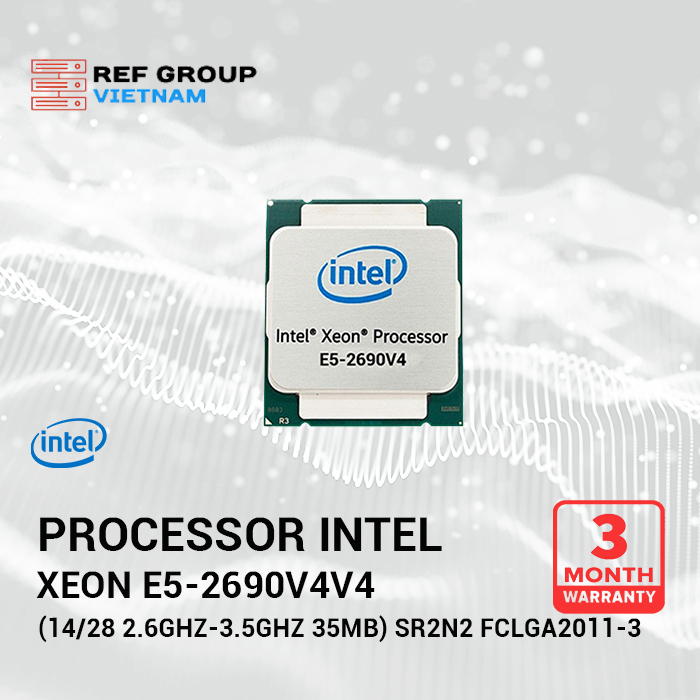 REF GROUP
VIETNAM
intel
Intel® Xeon® Processor
E5-2690V4
R3
intel
PROCESSOR INTEL
XEON E5-2690V4V4
(14/28 2.6GHZ-3.5GHZ 35MB) SR2N2 FCLGA2011-3
3
MONTH
WARRANTY